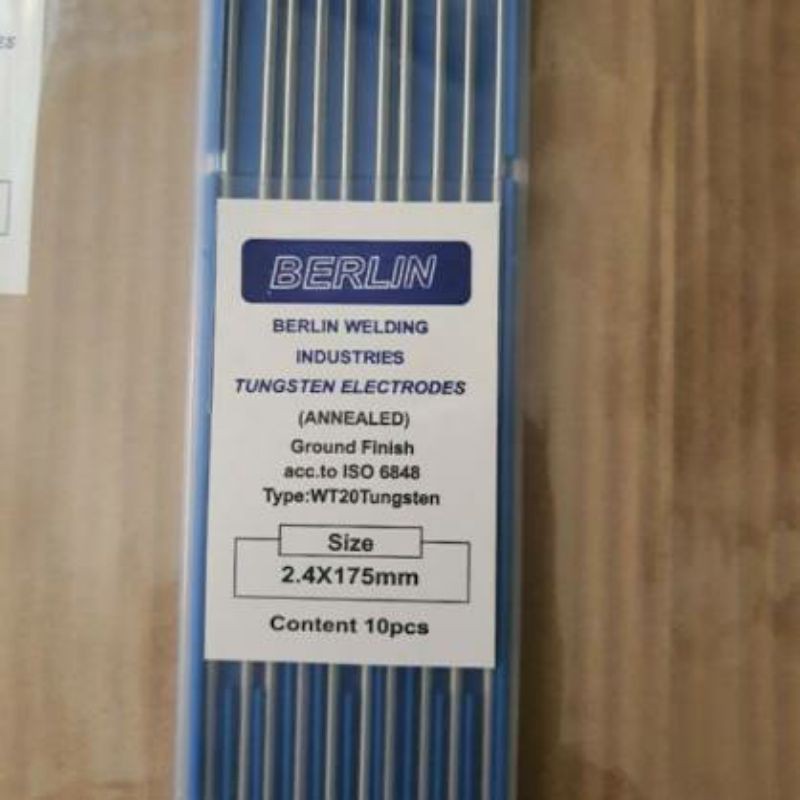 ES
BERLIN
BERLIN WELDING
INDUSTRIES
TUNGSTEN ELECTRODES
(ANNEALED)
Ground Finish
acc.to ISO 6848
Type:WT20Tungsten
Size
2.4X175mm
Content 10pcs